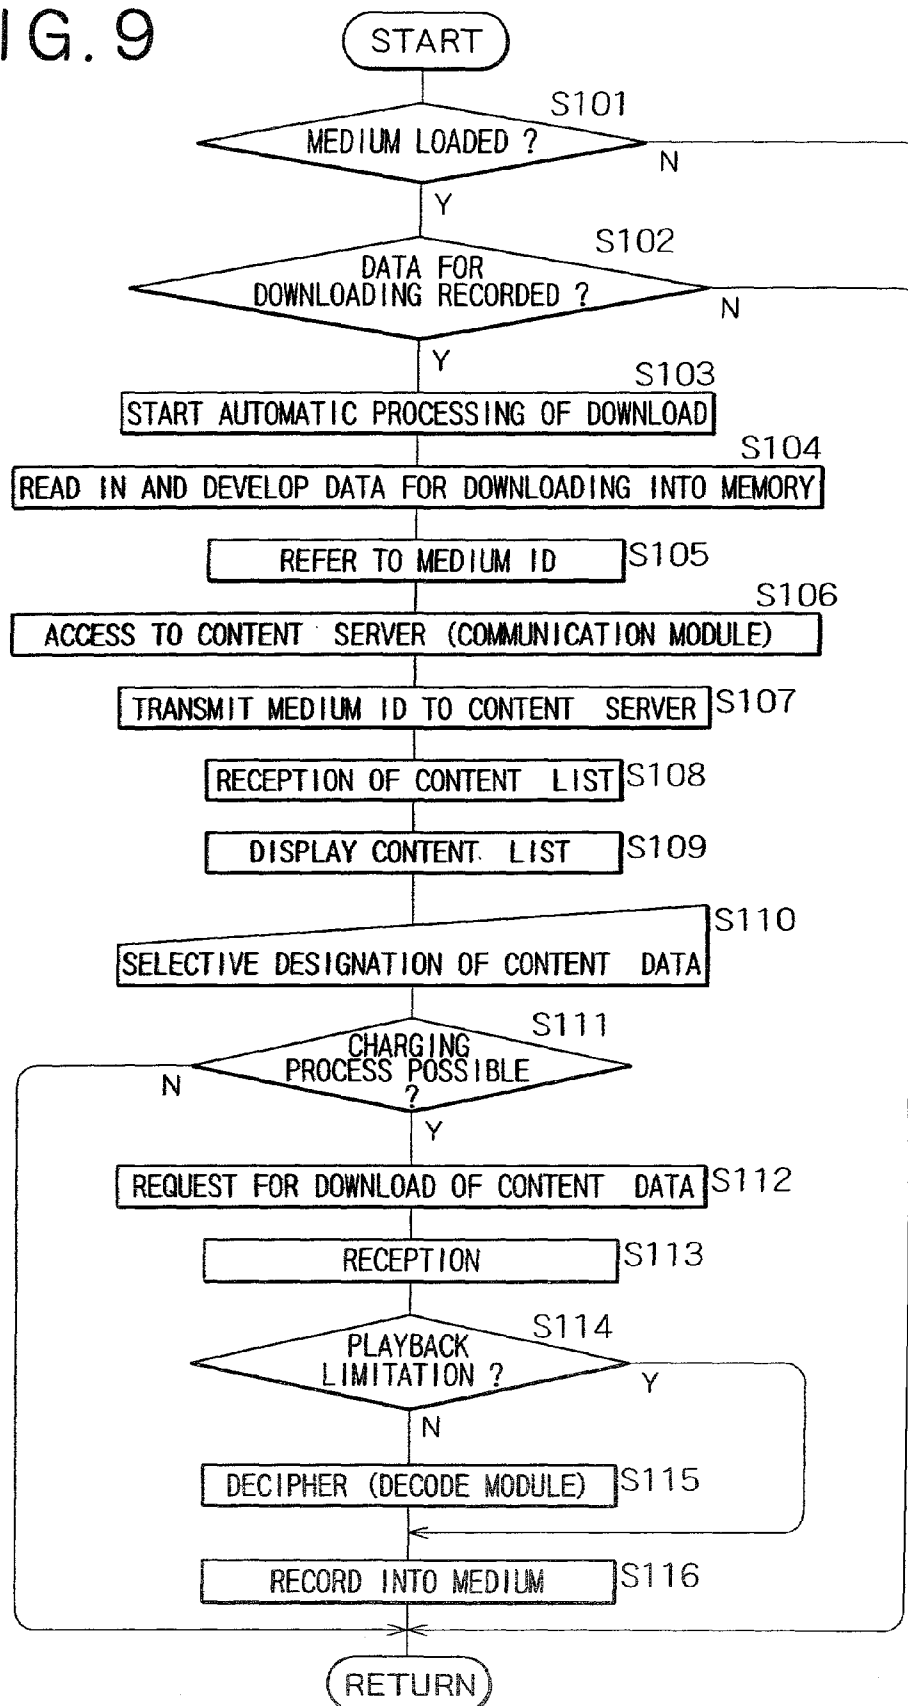 IG. 9
START
S101
MEDIUM LOADED ?
N
Y
S102
DATA FOR
DOWNLOADING RECORDED ?
N
Y
S103
START AUTOMATIC PROCESSING OF DOWNLOAD
S104
READ IN AND DEVELOP DATA FOR DOWNLOADING INTO MEMORY
REFER TO MEDIUM ID S105
S106
ACCESS TO CONTENT SERVER (COMMUNICATION MODULE)
TRANSMIT MEDIUM ID TO CONTENT SERVER S107
RECEPTION OF CONTENT LIST S108
DISPLAY CONTENT LIST S109
S110
SELECTIVE DESIGNATION OF CONTENT DATA
S111
CHARGING
PROCESS POSSIBLE
?
N
Y
REQUEST FOR DOWNLOAD OF CONTENT DATA S112
RECEPTION S113
S114
PLAYBACK
LIMITATION ?
Y
N
DECIPHER (DECODE MODULE) S115
RECORD INTO MEDIUM S116
RETURN